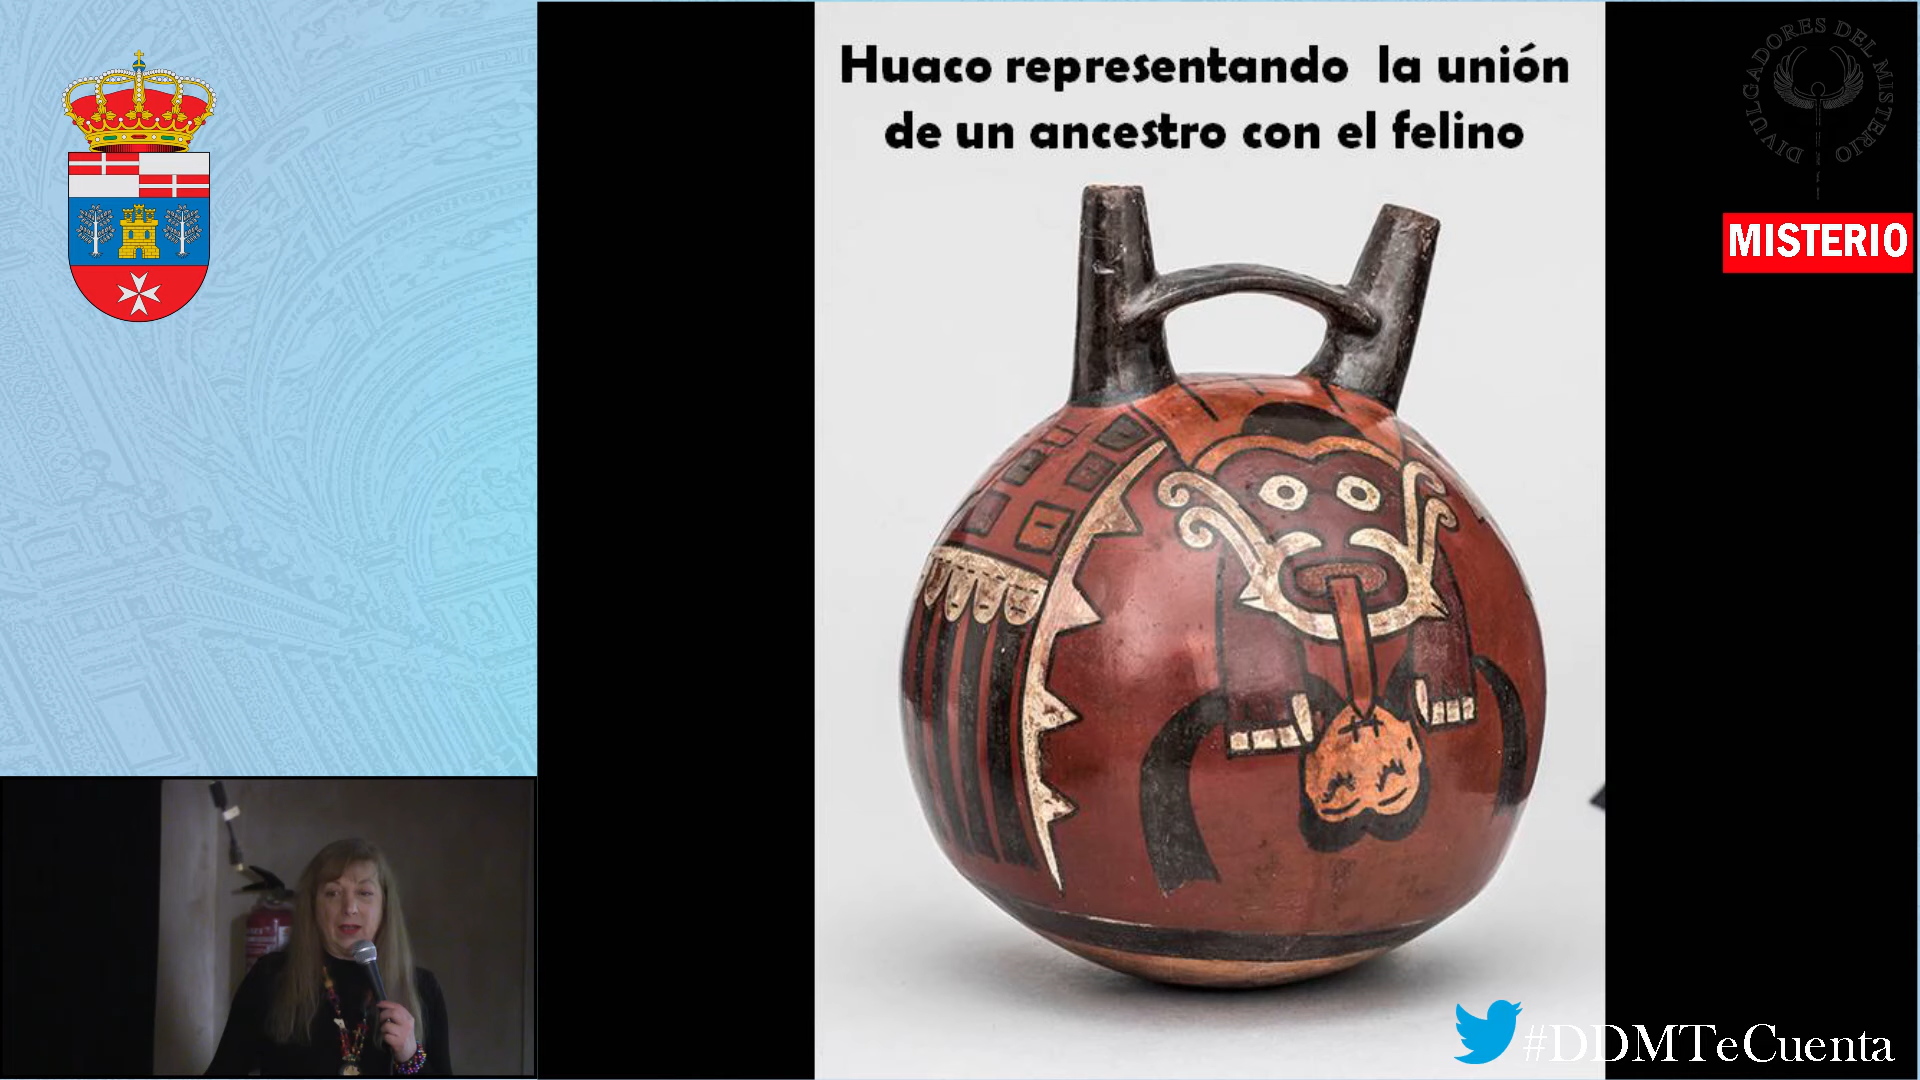 Huaco representando la unión
de un ancestro con el felino
DIVULGADORES DEL MISTERIO
MISTERIO
#DDMTeCuenta